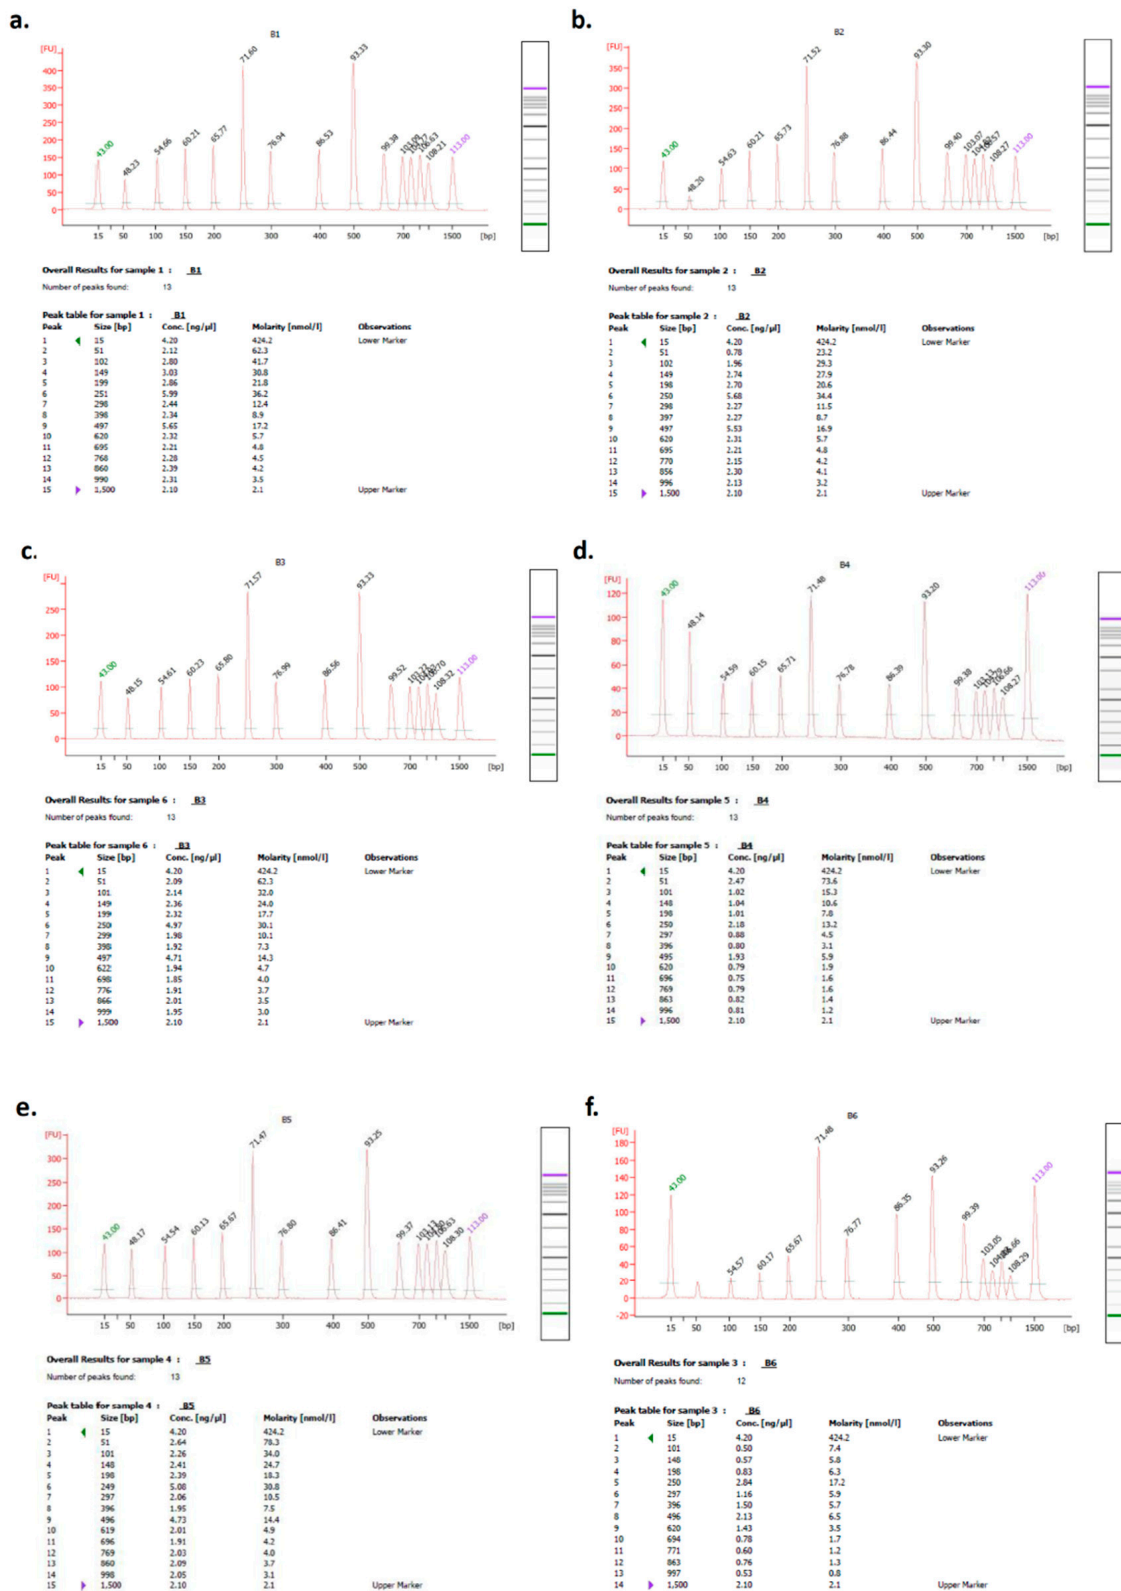 a.
B1
[FU]
400
350
300
250
200
150
100
50
0
43.00
48.23
54.66
60.21
65.77
71.60
76.94
86.53
93.33
99.38
106.63
108.21
113.00
15 50 100 150 200 300 400 500 700 1500 [bp]
Overall Results for sample 1 : B1
Number of peaks found: 13
Peak table for sample 1 : B1
Peak Size [bp] Conc. [ng/µl] Molarity [nmol/l] Observations
1 15 4.20 424.2 Lower Marker
2 51 2.12 62.3
3 102 2.80 41.7
4 149 3.03 30.8
5 199 2.86 21.8
6 251 5.99 36.2
7 298 2.44 12.4
8 398 2.34 8.9
9 497 5.65 17.2
10 620 2.32 5.7
11 695 2.21 4.8
12 768 2.28 4.5
13 860 2.39 4.2
14 990 2.31 3.5
15 1,500 2.10 2.1 Upper Marker
b.
B2
[FU]
350
300
250
200
150
100
50
0
43.00
48.20
54.63
60.21
65.73
71.52
76.88
86.44
93.30
99.40
103.07
108.27
113.00
15 50 100 150 200 300 400 500 700 1500 [bp]
Overall Results for sample 2 : B2
Number of peaks found: 13
Peak table for sample 2 : B2
Peak Size [bp] Conc. [ng/µl] Molarity [nmol/l] Observations
1 15 4.20 424.2 Lower Marker
2 51 0.78 23.2
3 102 1.96 29.3
4 149 2.74 27.9
5 198 2.70 20.6
6 250 5.68 34.4
7 298 2.27 11.5
8 397 2.27 8.7
9 497 5.53 16.9
10 620 2.31 5.7
11 695 2.21 4.8
12 770 2.15 4.2
13 856 2.30 4.1
14 996 2.13 3.2
15 1,500 2.10 2.1 Upper Marker
c.
B3
[FU]
250
200
150
100
50
0
43.00
48.15
54.61
60.23
65.80
71.57
76.99
86.56
93.33
99.52
108.32
113.00
15 50 100 150 200 300 400 500 700 1500 [bp]
Overall Results for sample 6 : B3
Number of peaks found: 13
Peak table for sample 6 : B3
Peak Size [bp] Conc. [ng/µl] Molarity [nmol/l] Observations
1 15 4.20 424.2 Lower Marker
2 51 2.09 62.3
3 101 2.14 32.0
4 149 2.36 24.0
5 199 2.32 17.7
6 250 4.97 30.1
7 299 1.98 10.1
8 398 1.92 7.3
9 497 4.71 14.3
10 622 1.94 4.7
11 698 1.85 4.0
12 776 1.91 3.7
13 866 2.01 3.5
14 999 1.95 3.0
15 1,500 2.10 2.1 Upper Marker
d.
B4
[FU]
120
100
80
60
40
20
0
43.00
48.14
54.59
60.15
65.71
71.48
76.78
86.39
93.20
99.38
103.13
106.66
108.27
113.00
15 50 100 150 200 300 400 500 700 1500 [bp]
Overall Results for sample 5 : B4
Number of peaks found: 13
Peak table for sample 5 : B4
Peak Size [bp] Conc. [ng/µl] Molarity [nmol/l] Observations
1 15 4.20 424.2 Lower Marker
2 51 2.47 73.6
3 101 1.02 15.3
4 148 1.04 10.6
5 198 1.01 7.8
6 250 2.18 13.2
7 297 0.88 4.5
8 396 0.80 3.1
9 495 1.93 5.9
10 620 0.79 1.9
11 696 0.75 1.6
12 769 0.79 1.6
13 863 0.82 1.4
14 996 0.81 1.2
15 1,500 2.10 2.1 Upper Marker
e.
B5
[FU]
300
250
200
150
100
50
0
43.00
48.17
54.54
60.13
65.67
71.47
76.80
86.41
93.25
99.37
103.13
106.63
108.30
113.00
15 50 100 150 200 300 400 500 700 1500 [bp]
Overall Results for sample 4 : B5
Number of peaks found: 13
Peak table for sample 4 : B5
Peak Size [bp] Conc. [ng/µl] Molarity [nmol/l] Observations
1 15 4.20 424.2 Lower Marker
2 51 2.64 78.3
3 101 2.26 34.0
4 148 2.41 24.7
5 198 2.39 18.3
6 249 5.08 30.8
7 297 2.06 10.5
8 396 1.95 7.5
9 496 4.73 14.4
10 619 2.01 4.9
11 696 1.91 4.2
12 769 2.03 4.0
13 860 2.09 3.7
14 998 2.05 3.1
15 1,500 2.10 2.1 Upper Marker
f.
B6
[FU]
180
160
140
120
100
80
60
40
20
0
-20
43.00
54.57
60.17
65.67
71.48
76.77
86.35
93.26
99.39
103.05
108.29
113.00
15 50 100 150 200 300 400 500 700 1500 [bp]
Overall Results for sample 3 : B6
Number of peaks found: 12
Peak table for sample 3 : B6
Peak Size [bp] Conc. [ng/µl] Molarity [nmol/l] Observations
1 15 4.20 424.2 Lower Marker
2 101 0.50 7.4
3 148 0.57 5.8
4 198 0.83 6.3
5 250 2.84 17.2
6 297 1.16 5.9
7 396 1.50 5.7
8 496 2.13 6.5
9 620 1.43 3.5
10 694 0.78 1.7
11 771 0.60 1.2
12 863 0.76 1.3
13 997 0.53 0.8
14 1,500 2.10 2.1 Upper Marker